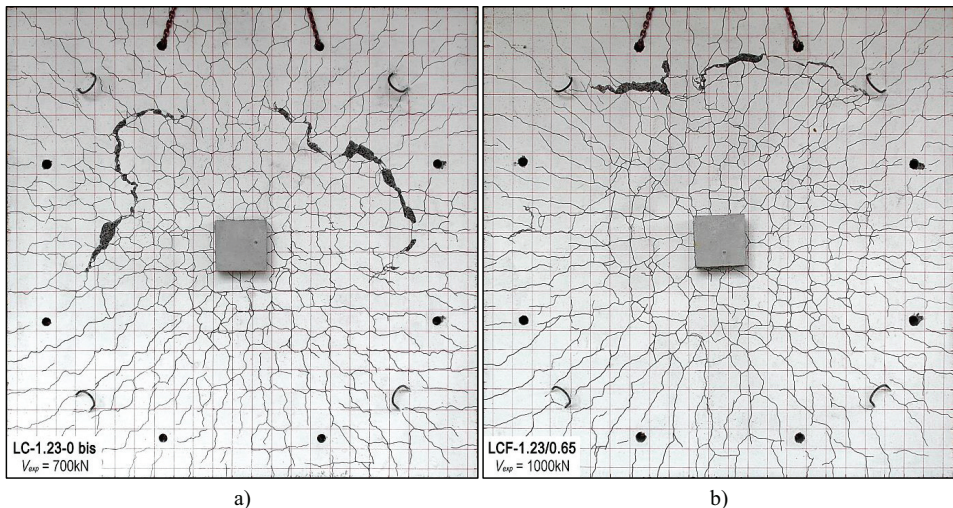 LC-1.23-0 bis
Vexp = 700kN
LCF-1.23/0.65
Vexp = 1000kN
a)
b)